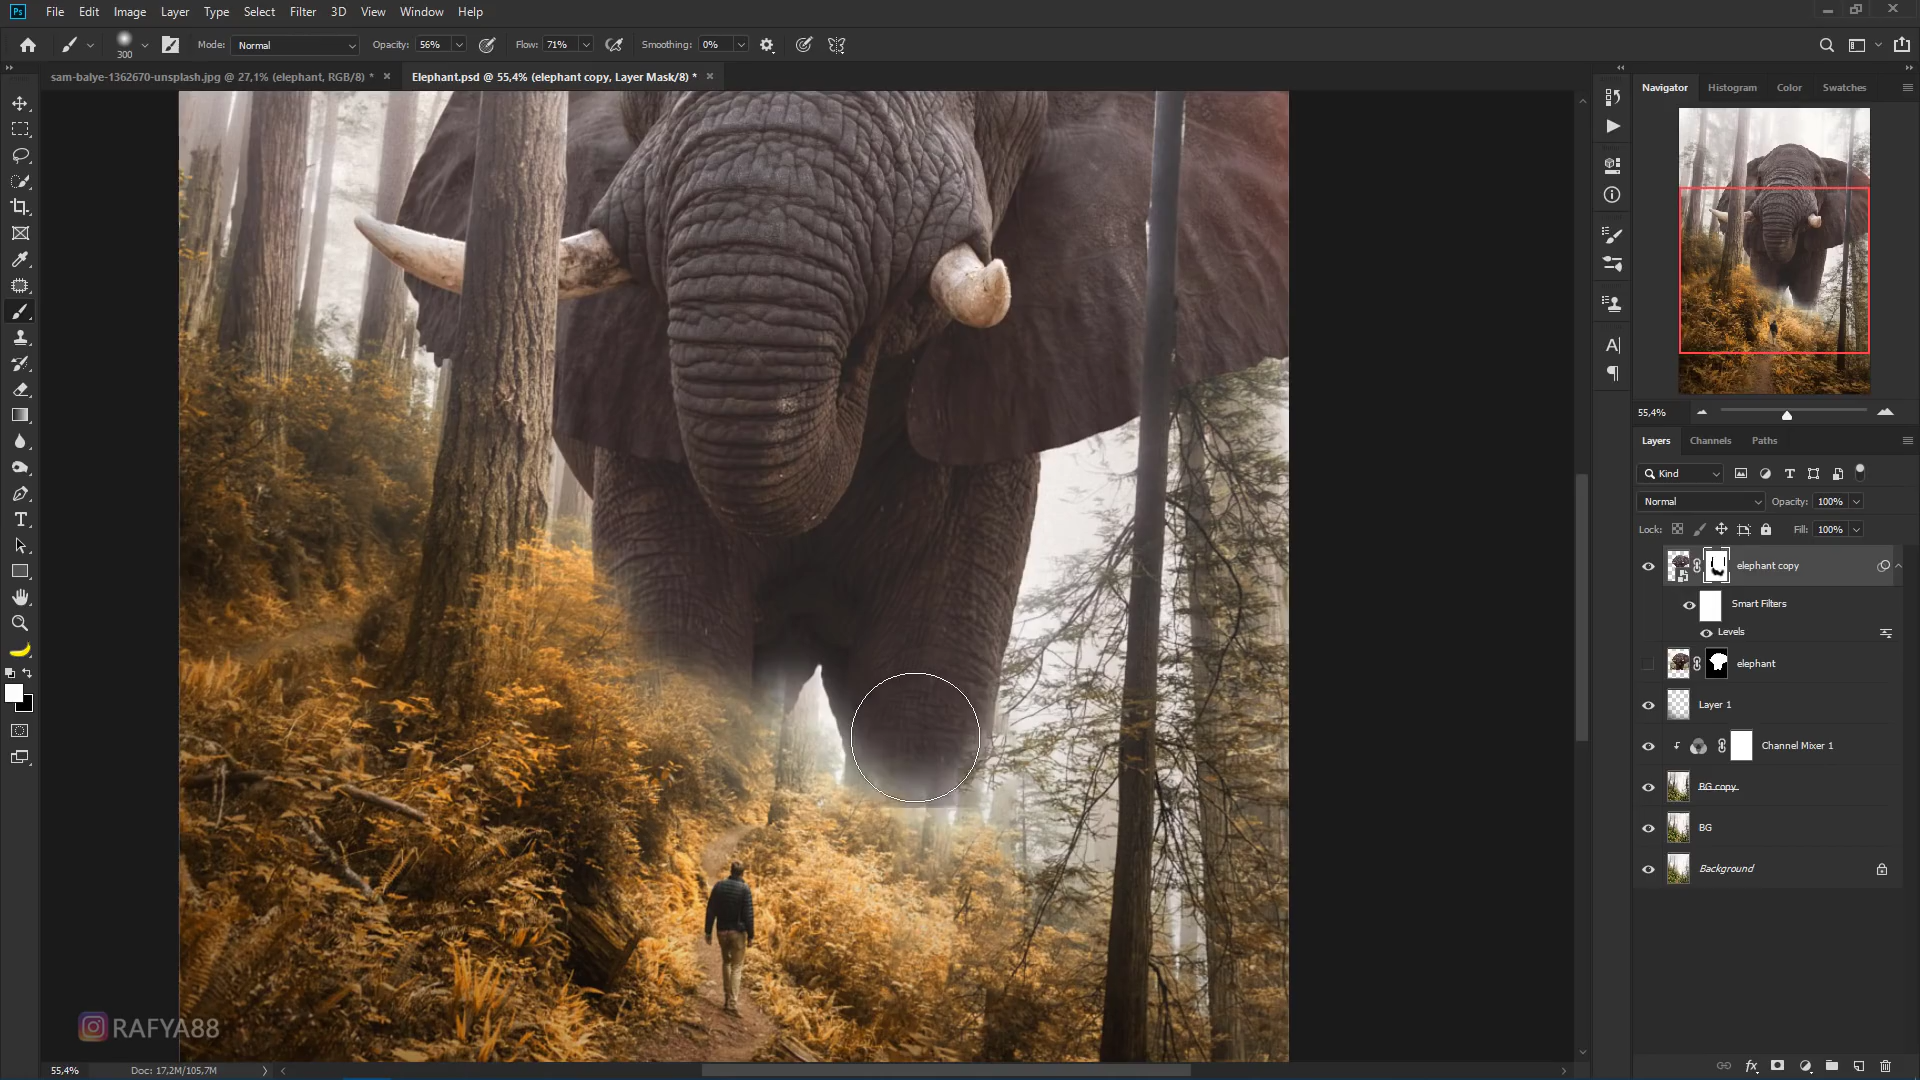 Ps File Edit Image Layer Type Select Filter 3D View Window Help
300 Mode: Normal Opacity: 56% Flow: 71% Smoothing: 0%
sam-balye-1362670-unsplash.jpg @ 27,1% (elephant, RGB/8) * × Elephant.psd @ 55,4% (elephant copy, Layer Mask/8) * ×
Navigator Histogram Color Swatches
55,4%
Layers Channels Paths
Kind
Normal Opacity: 100%
Lock: Fill: 100%
elephant copy
Smart Filters
Levels
elephant
Layer 1
Channel Mixer 1
BG copy
BG
Background
RAFYA88
55,4% Doc: 17,2M/105,7M